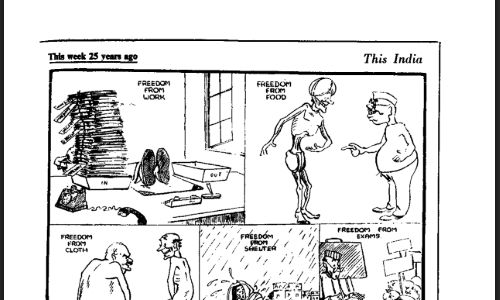 This week 25 years ago
This India
FREEDOM
FROM
WORK
IN
OUT
FREEDOM
FROM
FOOD
FREEDOM
FROM
CLOTH
FREEDOM
FROM
SHELTER
FREEDOM FROM
EXAMS